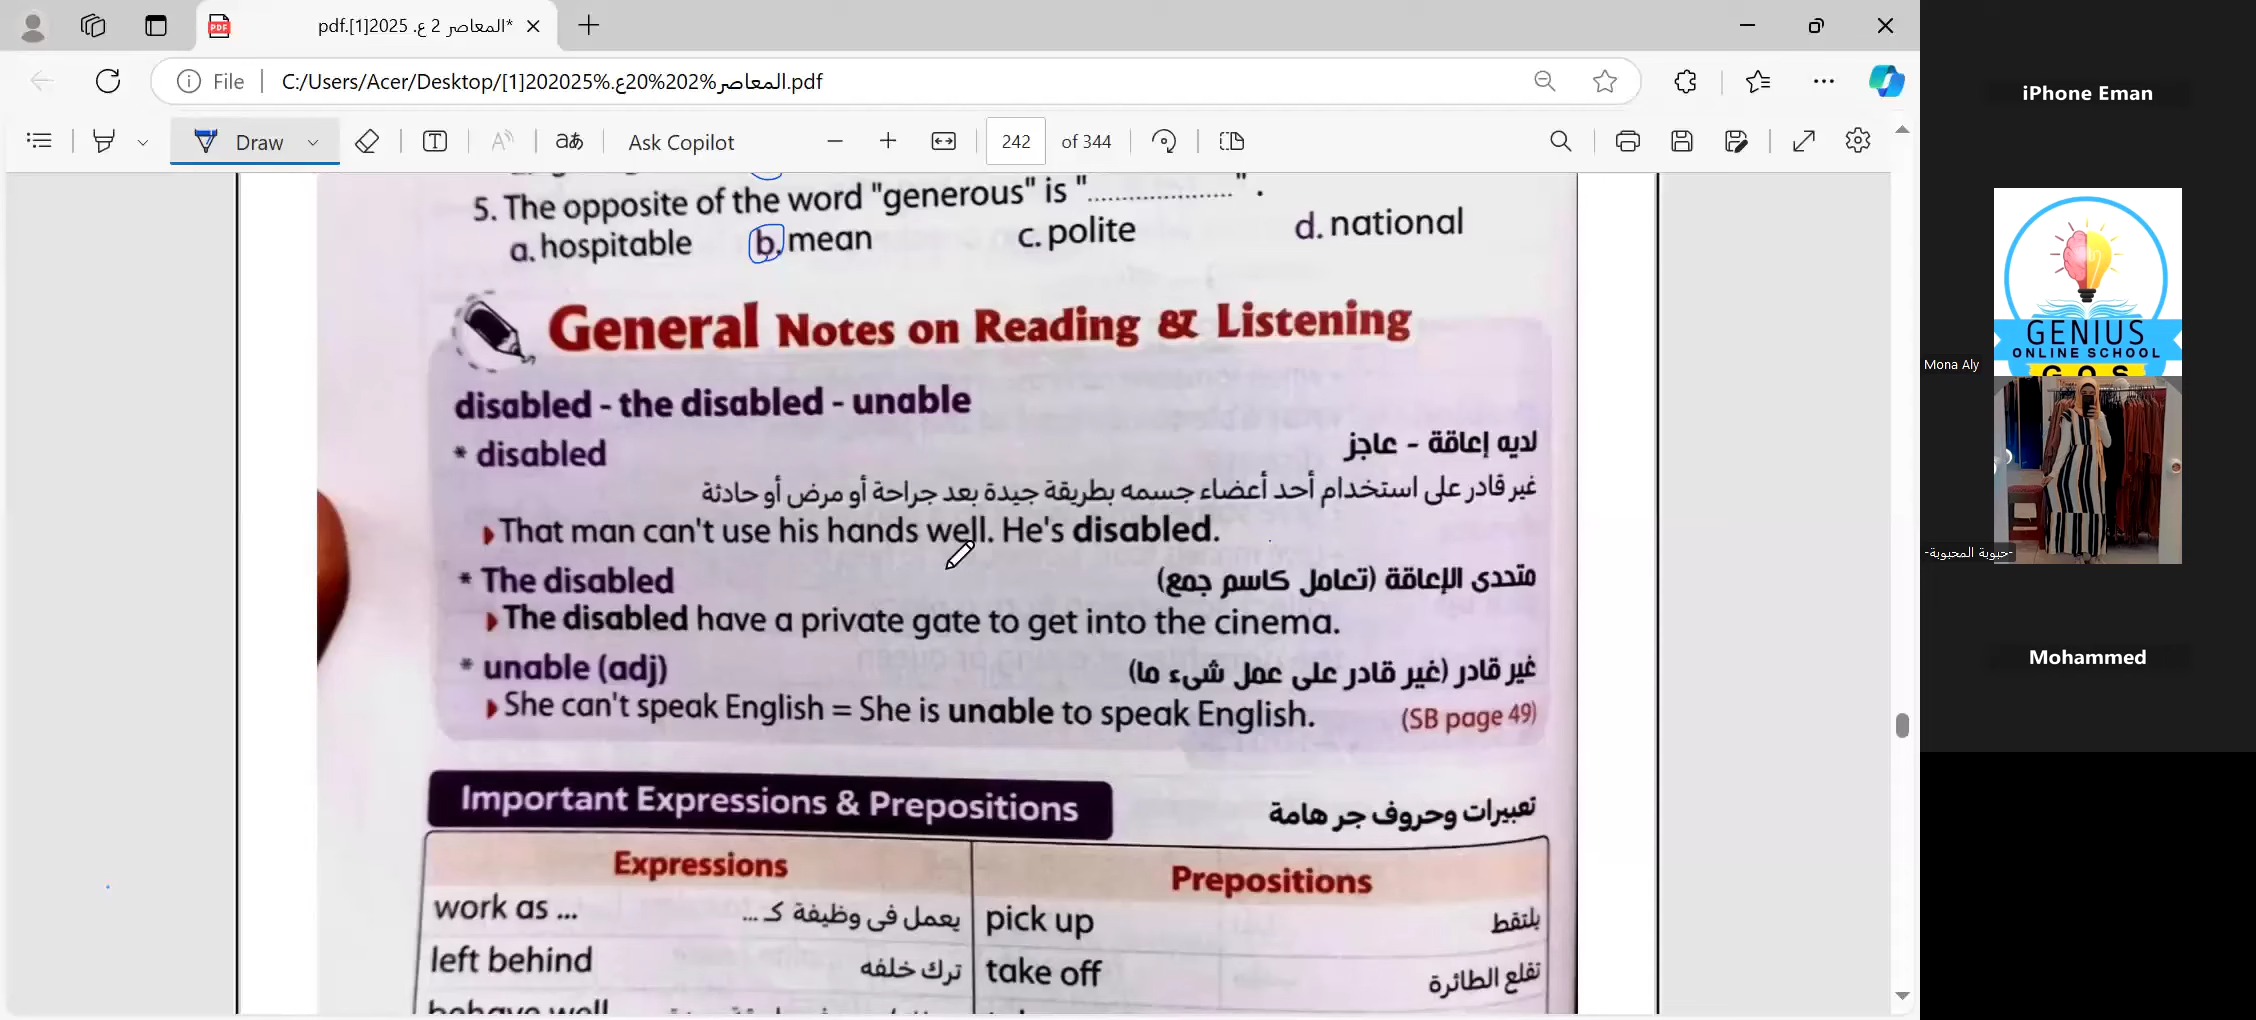 المعاصر 2 ع. 2025[1].pdf*
File
C:/Users/Acer/Desktop/المعاصر%202%20ع.%202025[1].pdf
Draw
Ask Copilot
242 of 344
5. The opposite of the word "generous" is "....................".
a. hospitable b. mean c. polite d. national
General Notes on Reading & Listening
disabled - the disabled - unable
* disabled لديه إعاقة - عاجز
غير قادر على استخدام أحد أعضاء جسمه بطريقة جيدة بعد جراحة أو مرض أو حادثة
That man can't use his hands well. He's disabled.
* The disabled متحدى الإعاقة (تعامل كاسم جمع)
The disabled have a private gate to get into the cinema.
* unable (adj) غير قادر (غير قادر على عمل شىء ما)
She can't speak English = She is unable to speak English. (SB page 49)
Important Expressions & Prepositions تعبيرات وحروف جر هامة
Expressions Prepositions
work as ... يعمل فى وظيفة كـ ... pick up يلتقط
left behind ترك خلفه take off تقلع الطائرة
behave well
iPhone Eman
GENIUS
ONLINE SCHOOL
G O S
Mona Aly
-حبوبة المحبوبة-
Mohammed